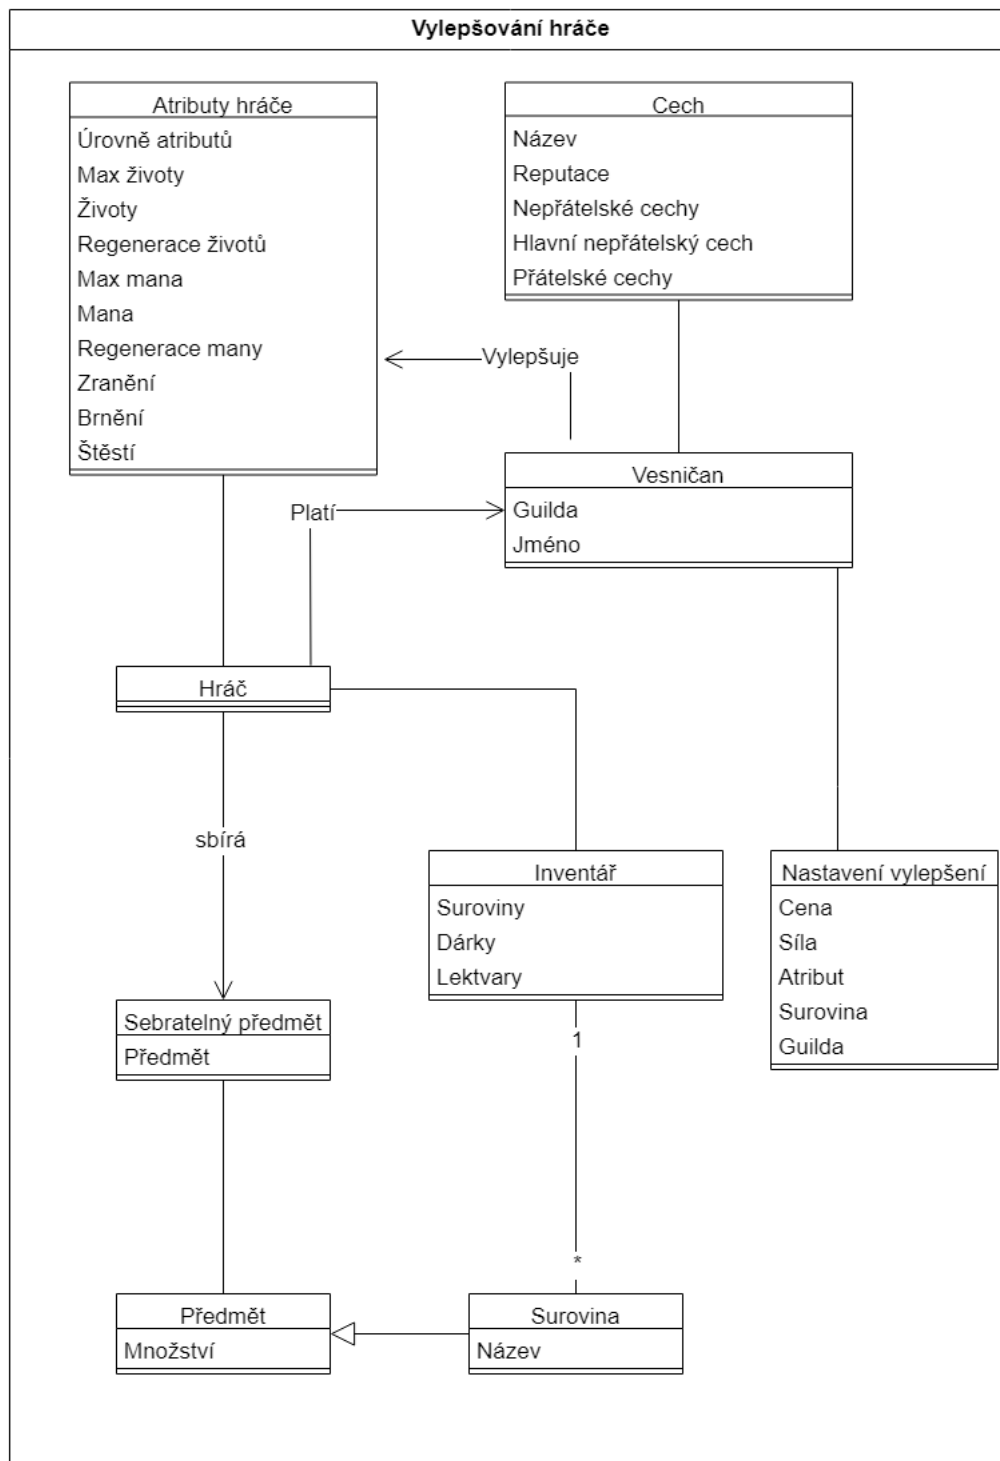 Vylepšování hráče
Atributy hráče
Úrovně atributů
Max životy
Životy
Regenerace životů
Max mana
Mana
Regenerace many
Zranění
Brnění
Štěstí
Cech
Název
Reputace
Nepřátelské cechy
Hlavní nepřátelský cech
Přátelské cechy
Vylepšuje
Vesničan
Guilda
Jméno
Platí
Hráč
sbírá
Inventář
Suroviny
Dárky
Lektvary
Nastavení vylepšení
Cena
Síla
Atribut
Surovina
Guilda
Sebratelný předmět
Předmět
1
*
Předmět
Množství
Surovina
Název